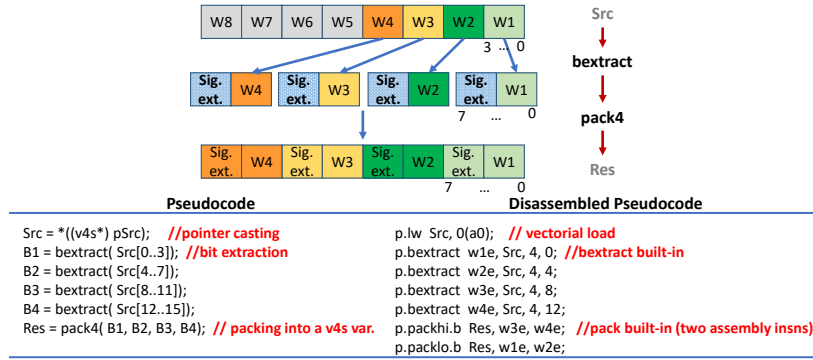 W8 W7 W6 W5 W4 W3 W2 W1
Src
3 ... 0
bextract
Sig. ext. W4 Sig. ext. W3 Sig. ext. W2 Sig. ext. W1
7 ... 0
pack4
Sig. ext. W4 Sig. ext. W3 Sig. ext. W2 Sig. ext. W1
Res
7 ... 0
Pseudocode
Src = *((v4s*) pSrc); //pointer casting
B1 = bextract( Src[0..3]); //bit extraction
B2 = bextract( Src[4..7]);
B3 = bextract( Src[8..11]);
B4 = bextract( Src[12..15]);
Res = pack4( B1, B2, B3, B4); // packing into a v4s var.
Disassembled Pseudocode
p.lw Src, 0(a0); // vectorial load
p.bextract w1e, Src, 4, 0; //bextract built-in
p.bextract w2e, Src, 4, 4;
p.bextract w3e, Src, 4, 8;
p.bextract w4e, Src, 4, 12;
p.packhi.b Res, w3e, w4e; //pack built-in (two assembly insns)
p.packlo.b Res, w1e, w2e;